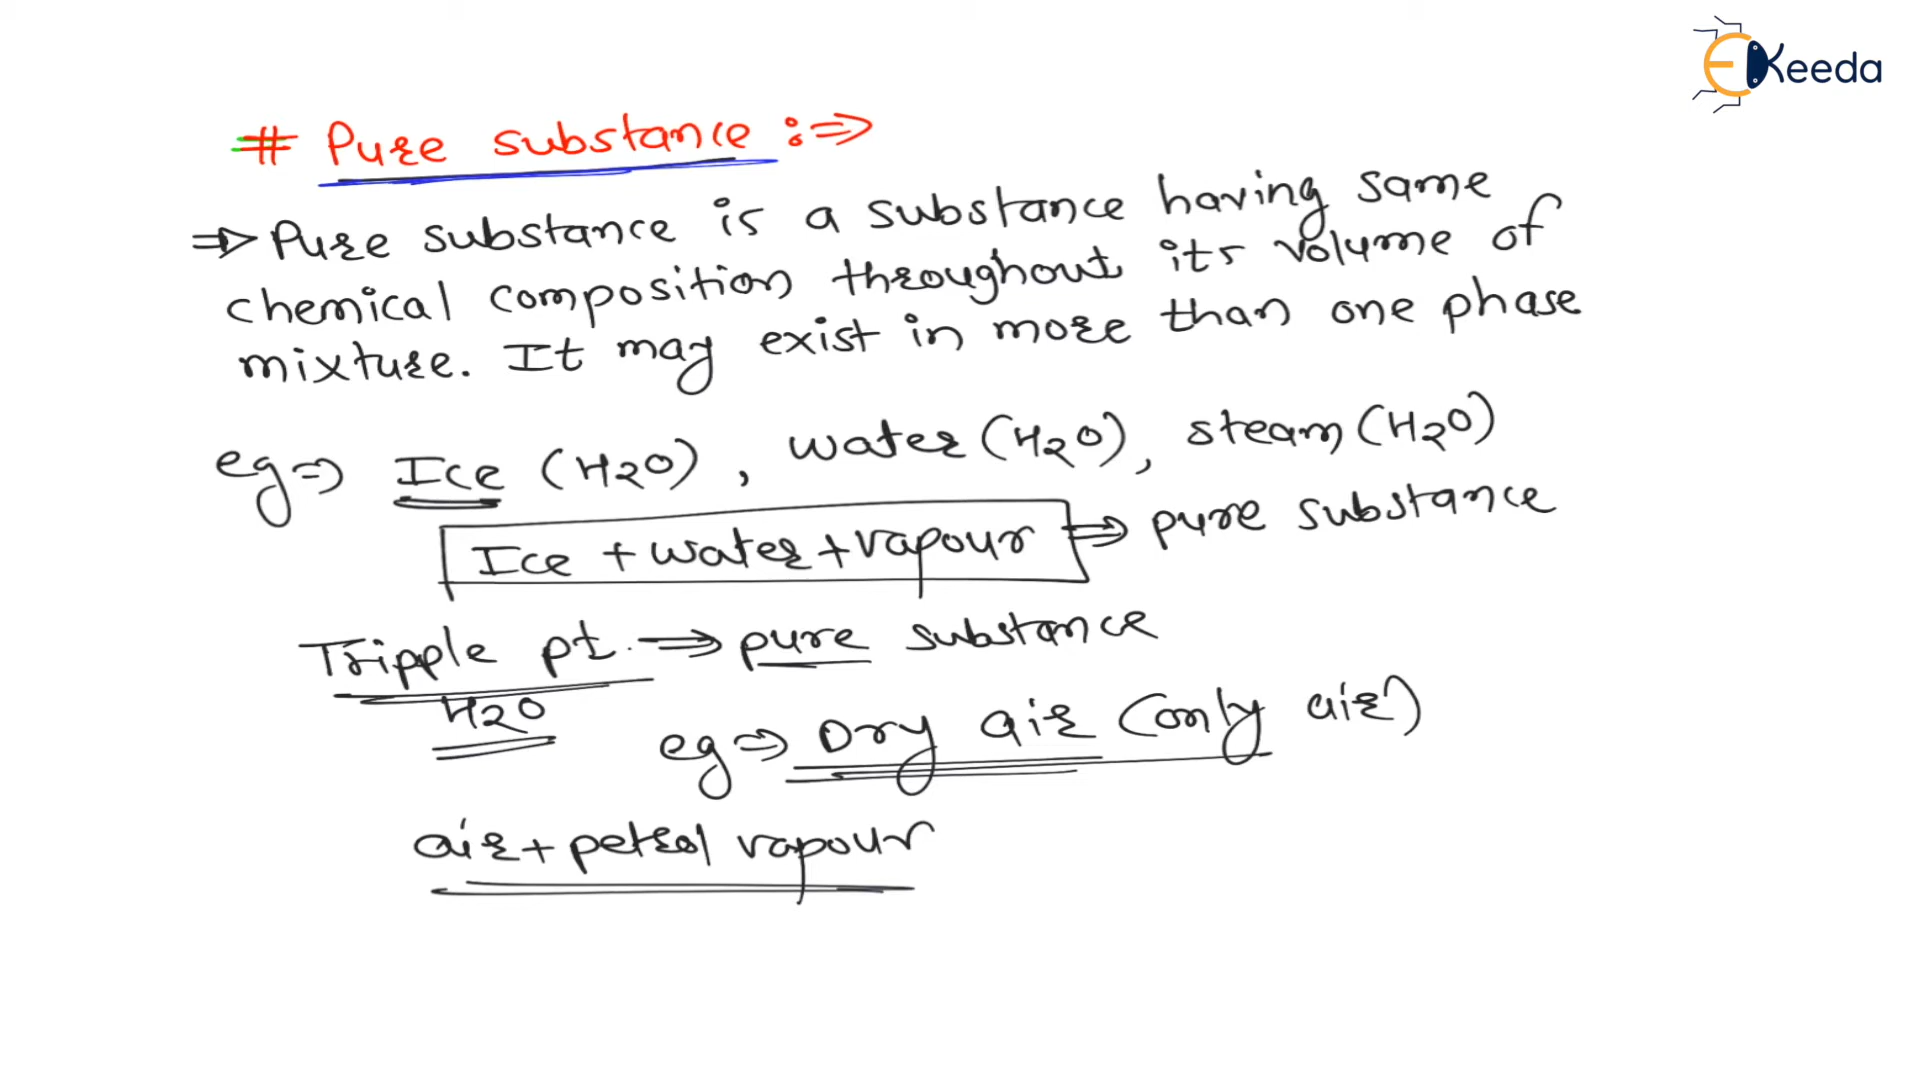 EKeeda
# Pure substance :⇒
⇒ Pure substance is a substance having same
chemical composition throughout its volume of
mixture. It may exist in more than one phase
eg ⇒ Ice (H2O), water (H2O), steam (H2O)
Ice + water + vapour ⇒ pure substance
Tripple pt. ⇒ pure substance
H2O
eg ⇒ Dry air (only air)
air + petrol vapour